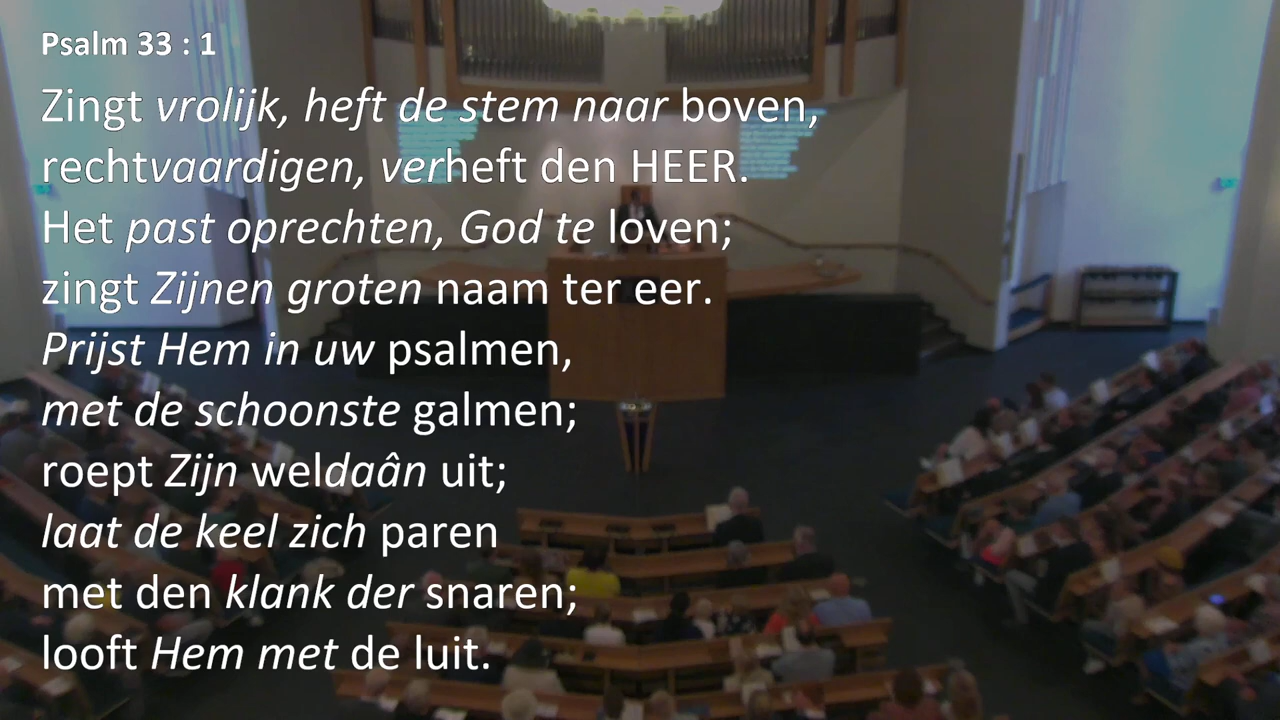 Psalm 33 : 1
Zingt vrolijk, heft de stem naar boven,
rechtvaardigen, verheft den HEER.
Het past oprechten, God te loven;
zingt Zijnen groten naam ter eer.
Prijst Hem in uw psalmen,
met de schoonste galmen;
roept Zijn weldaân uit;
laat de keel zich paren
met den klank der snaren;
looft Hem met de luit.